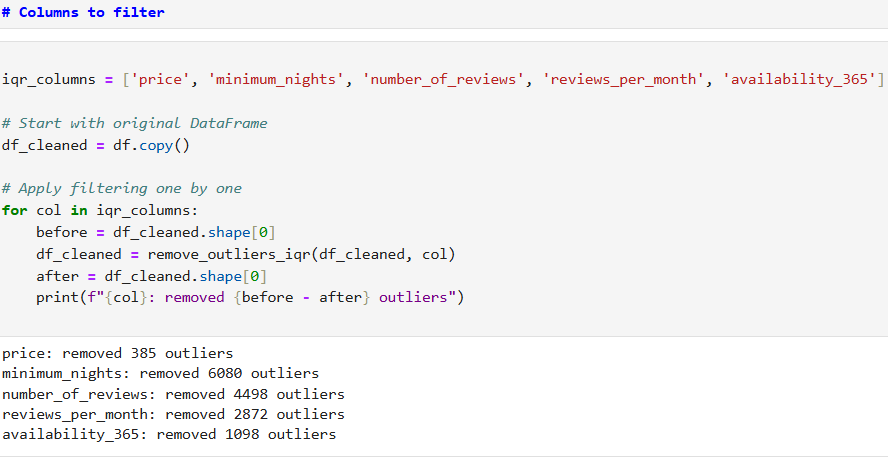 # Columns to filter
iqr_columns = ['price', 'minimum_nights', 'number_of_reviews', 'reviews_per_month', 'availability_365']
# Start with original DataFrame
df_cleaned = df.copy()
# Apply filtering one by one
for col in iqr_columns:
    before = df_cleaned.shape[0]
    df_cleaned = remove_outliers_iqr(df_cleaned, col)
    after = df_cleaned.shape[0]
    print(f"{col}: removed {before - after} outliers")
price: removed 385 outliers
minimum_nights: removed 6080 outliers
number_of_reviews: removed 4498 outliers
reviews_per_month: removed 2872 outliers
availability_365: removed 1098 outliers